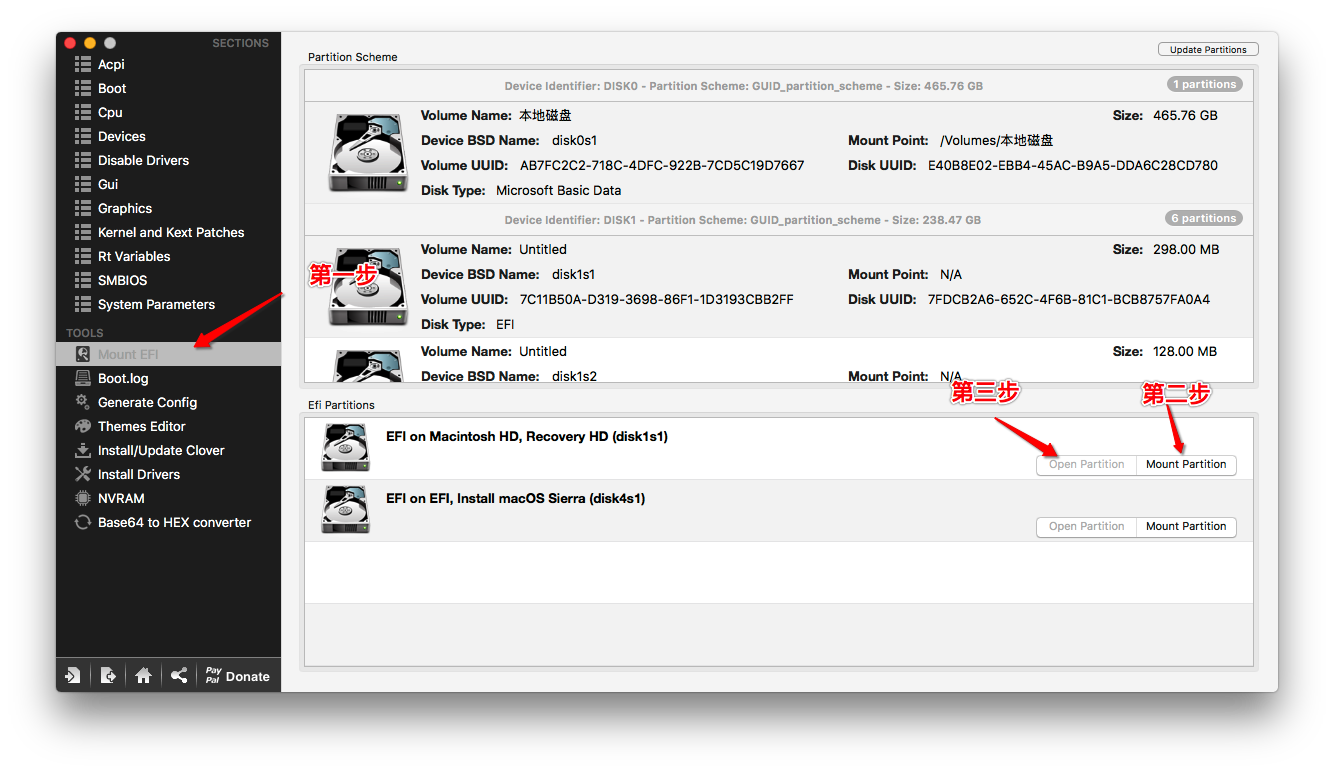 SECTIONS
Acpi
Boot
Cpu
Devices
Disable Drivers
Gui
Graphics
Kernel and Kext Patches
Rt Variables
SMBIOS
System Parameters
TOOLS
Mount EFI
Boot.log
Generate Config
Themes Editor
Install/Update Clover
Install Drivers
NVRAM
Base64 to HEX converter
Pay
Pal
Donate
Update Partitions
Partition Scheme
Device Identifier: DISK0 - Partition Scheme: GUID_partition_scheme - Size: 465.76 GB
1 partitions
Volume Name: 本地磁盘
Size: 465.76 GB
Device BSD Name: disk0s1
Mount Point: /Volumes/本地磁盘
Volume UUID: AB7FC2C2-718C-4DFC-922B-7CD5C19D7667
Disk UUID: E40B8E02-EBB4-45AC-B9A5-DDA6C28CD780
Disk Type: Microsoft Basic Data
Device Identifier: DISK1 - Partition Scheme: GUID_partition_scheme - Size: 238.47 GB
6 partitions
第一步
Volume Name: Untitled
Size: 298.00 MB
Device BSD Name: disk1s1
Mount Point: N/A
Volume UUID: 7C11B50A-D319-3698-86F1-1D3193CBB2FF
Disk UUID: 7FDCB2A6-652C-4F6B-81C1-BCB8757FA0A4
Disk Type: EFI
Volume Name: Untitled
Size: 128.00 MB
Device BSD Name: disk1s2
Mount Point: N/A
第三步
第二步
Efi Partitions
EFI on Macintosh HD, Recovery HD (disk1s1)
Open Partition
Mount Partition
EFI on EFI, Install macOS Sierra (disk4s1)
Open Partition
Mount Partition